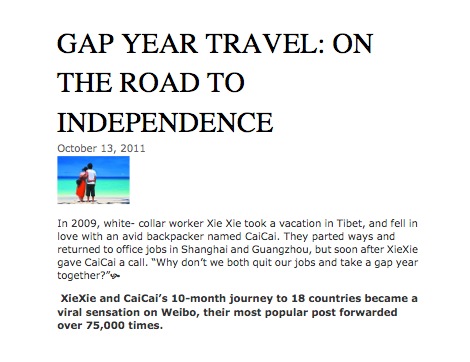 GAP YEAR TRAVEL: ON
THE ROAD TO
INDEPENDENCE
October 13, 2011
In 2009, white- collar worker Xie Xie took a vacation in Tibet, and fell in
love with an avid backpacker named CaiCai. They parted ways and
returned to office jobs in Shanghai and Guangzhou, but soon after XieXie
gave CaiCai a call. “Why don’t we both quit our jobs and take a gap year
together?”
XieXie and CaiCai’s 10-month journey to 18 countries became a
viral sensation on Weibo, their most popular post forwarded
over 75,000 times.